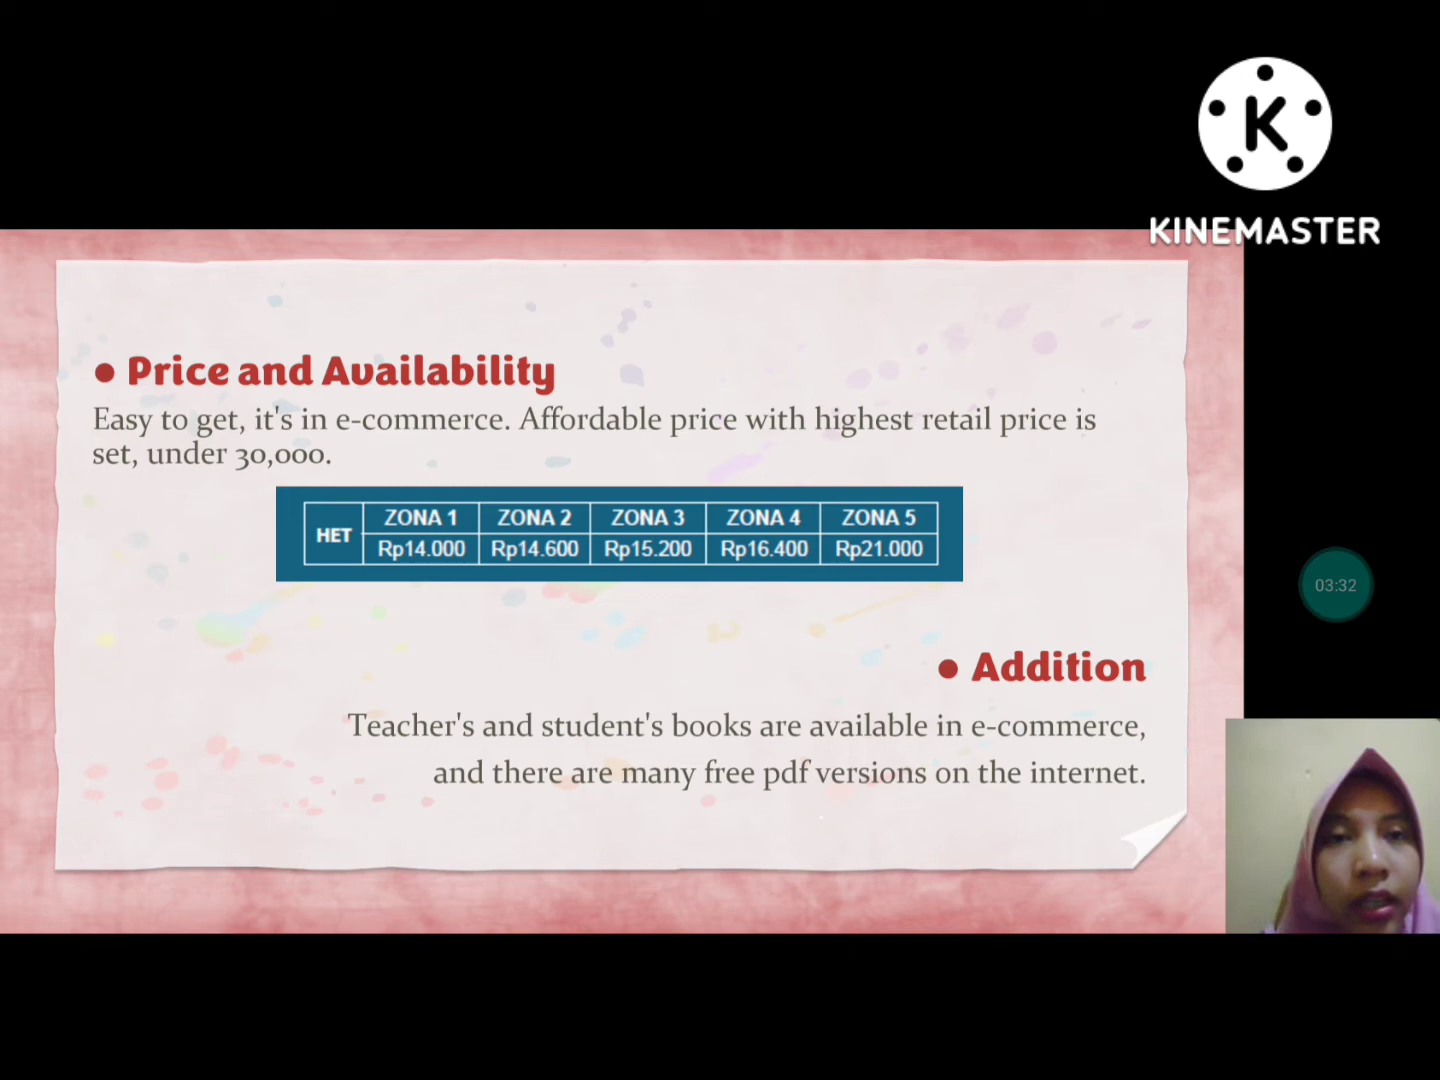 K
KINEMASTER
• Price and Availability
Easy to get, it's in e-commerce. Affordable price with highest retail price is
set, under 30,000.
HET ZONA 1 ZONA 2 ZONA 3 ZONA 4 ZONA 5
Rp14.000 Rp14.600 Rp15.200 Rp16.400 Rp21.000
03:32
• Addition
Teacher's and student's books are available in e-commerce,
and there are many free pdf versions on the internet.